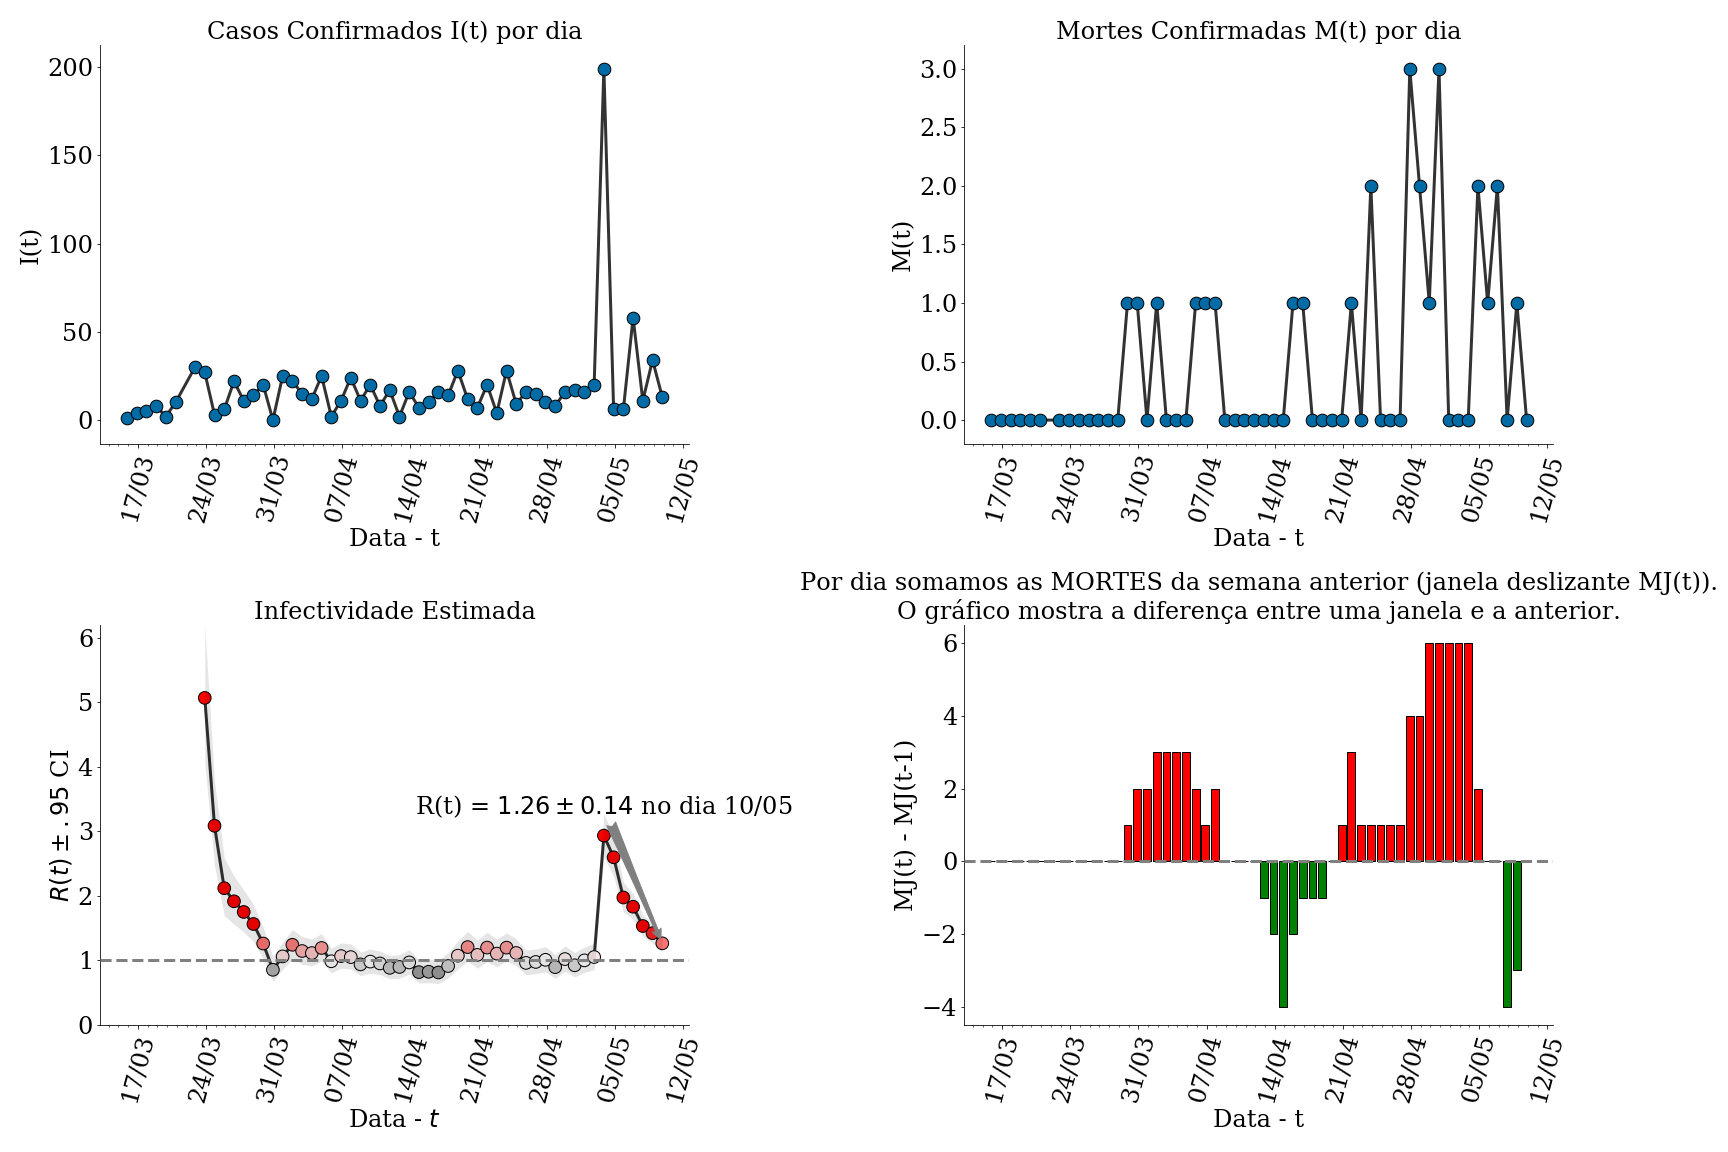 Casos Confirmados I(t) por dia
I(t)
200
150
100
50
0
17/03 24/03 31/03 07/04 14/04 21/04 28/04 05/05 12/05
Data - t
Mortes Confirmadas M(t) por dia
M(t)
3.0
2.5
2.0
1.5
1.0
0.5
0.0
17/03 24/03 31/03 07/04 14/04 21/04 28/04 05/05 12/05
Data - t
Infectividade Estimada
R(t) ± .95 CI
6
5
4
3
2
1
0
R(t) = 1.26 ± 0.14 no dia 10/05
17/03 24/03 31/03 07/04 14/04 21/04 28/04 05/05 12/05
Data - t
Por dia somamos as MORTES da semana anterior (janela deslizante MJ(t)).
O gráfico mostra a diferença entre uma janela e a anterior.
MJ(t) - MJ(t-1)
6
4
2
0
−2
−4
17/03 24/03 31/03 07/04 14/04 21/04 28/04 05/05 12/05
Data - t